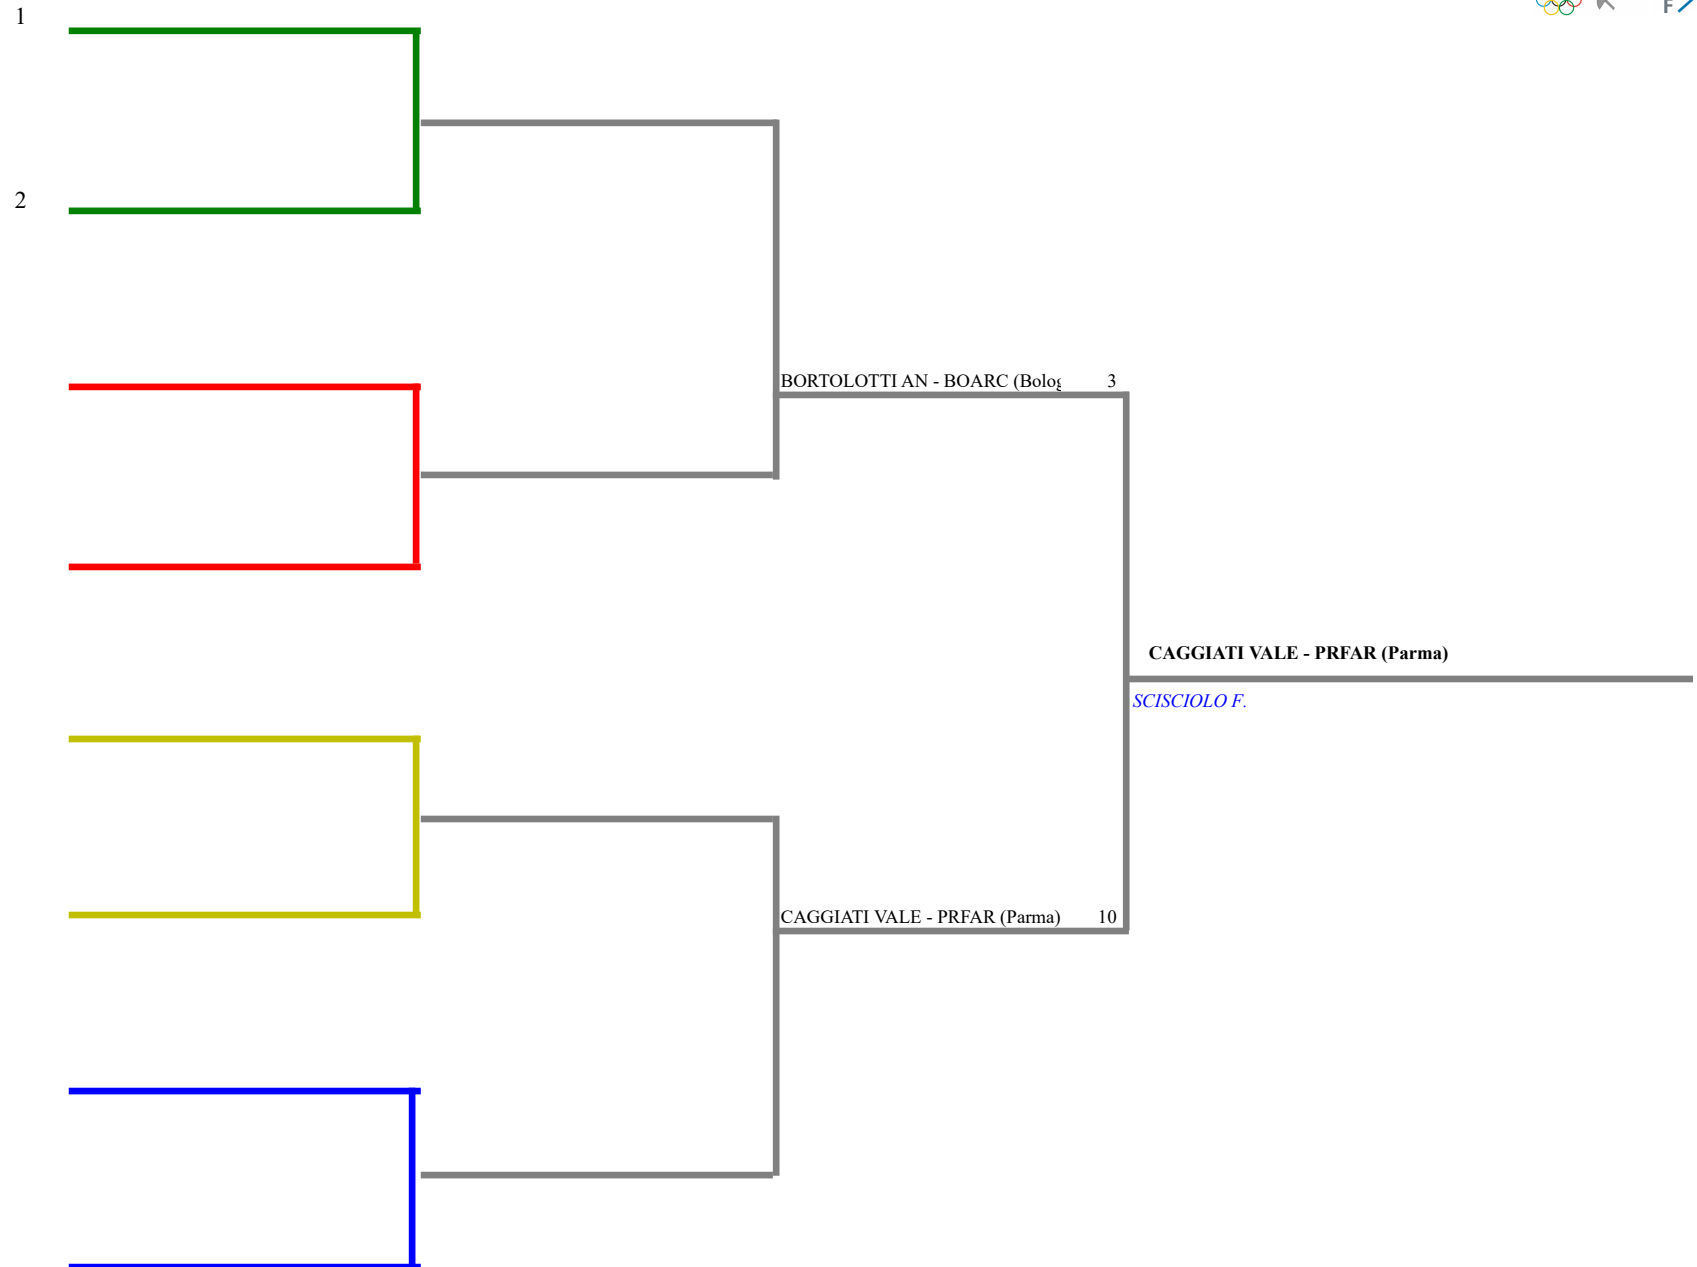 1
F
2
BORTOLOTTI AN - BOARC (Bolog 3
CAGGIATI VALE - PRFAR (Parma)
SCISCIOLO F.
CAGGIATI VALE - PRFAR (Parma) 10